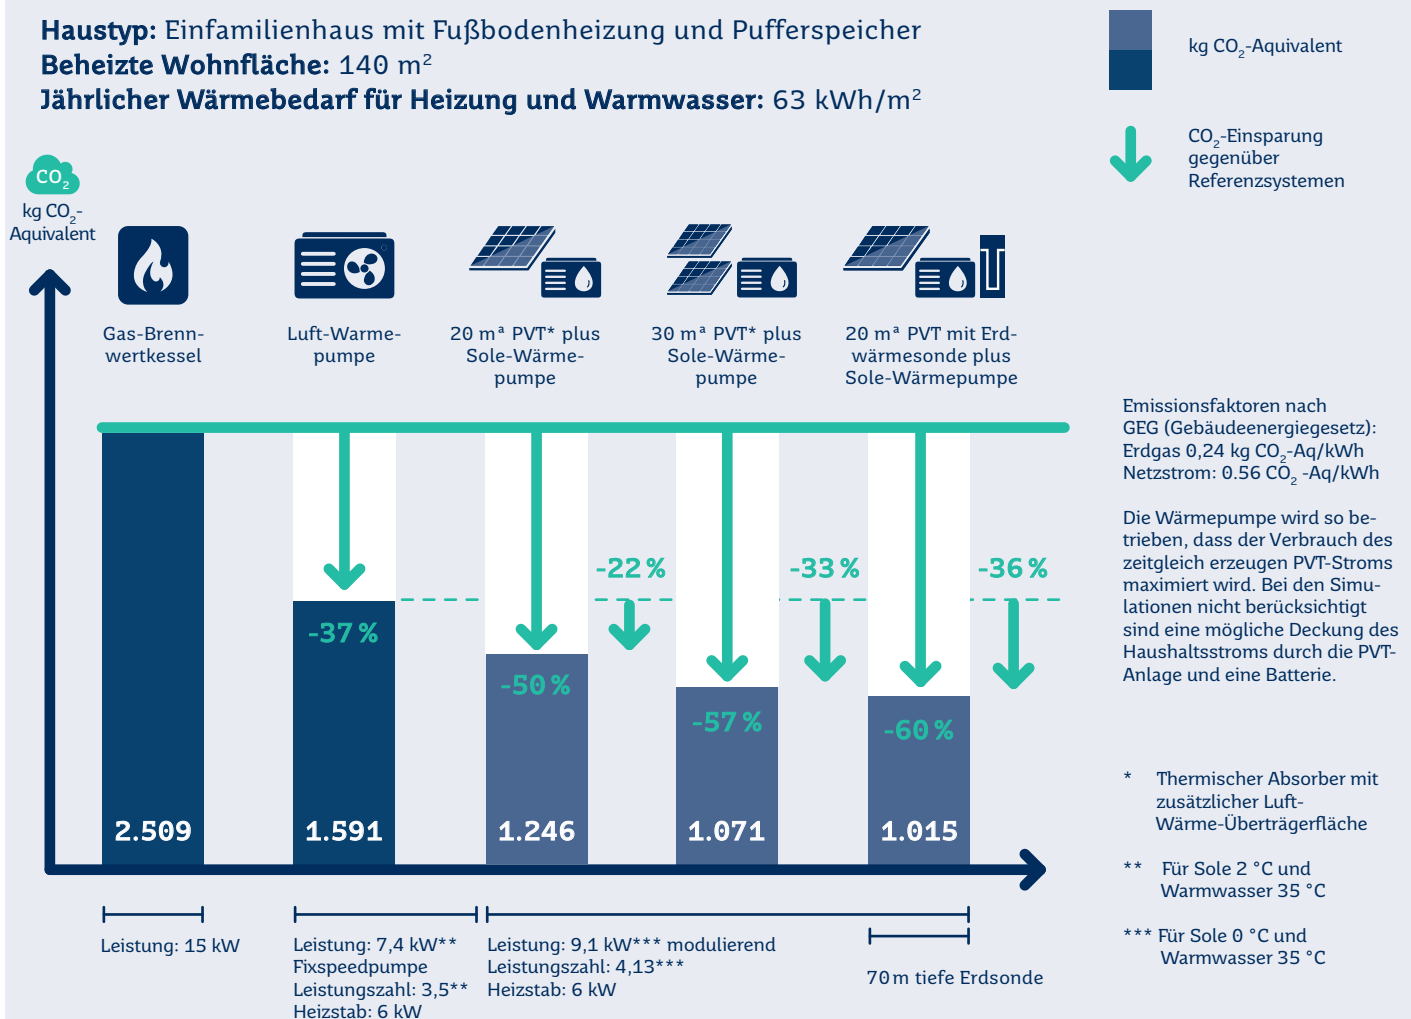 Haustyp: Einfamilienhaus mit Fußbodenheizung und Pufferspeicher
Beheizte Wohnfläche: 140 m²
Jährlicher Wärmebedarf für Heizung und Warmwasser: 63 kWh/m²
kg CO₂-Aquivalent
CO₂-Einsparung
gegenüber
Referenzsystemen
CO₂
kg CO₂-
Aquivalent
Gas-Brenn-
wertkessel
Luft-Warme-
pumpe
20 mª PVT* plus
Sole-Wärme-
pumpe
30 mª PVT* plus
Sole-Wärme-
pumpe
20 mª PVT mit Erd-
wärmesonde plus
Sole-Wärmepumpe
-22 %
-33 %
-36 %
-37 %
-50 %
-57 %
-60 %
2.509
1.591
1.246
1.071
1.015
Leistung: 15 kW
Leistung: 7,4 kW**
Fixspeedpumpe
Leistungszahl: 3,5**
Heizstab: 6 kW
Leistung: 9,1 kW*** modulierend
Leistungszahl: 4,13***
Heizstab: 6 kW
70 m tiefe Erdsonde
Emissionsfaktoren nach
GEG (Gebäudeenergiegesetz):
Erdgas 0,24 kg CO₂-Aq/kWh
Netzstrom: 0.56 CO₂ -Aq/kWh
Die Wärmepumpe wird so be-
trieben, dass der Verbrauch des
zeitgleich erzeugen PVT-Stroms
maximiert wird. Bei den Simu-
lationen nicht berücksichtigt
sind eine mögliche Deckung des
Haushaltsstroms durch die PVT-
Anlage und eine Batterie.
* Thermischer Absorber mit
zusätzlicher Luft-
Wärme-Überträgerfläche
** Für Sole 2 °C und
Warmwasser 35 °C
*** Für Sole 0 °C und
Warmwasser 35 °C